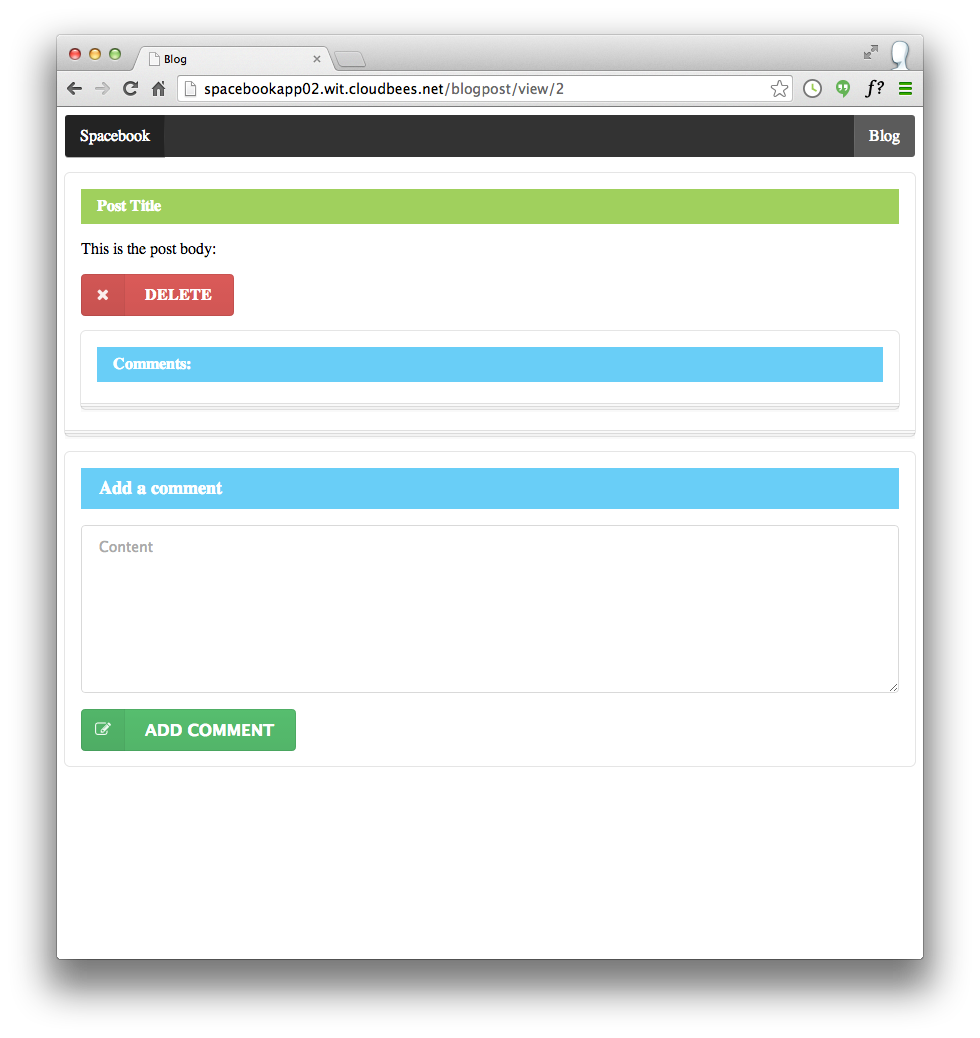 Blog
spacebookapp02.wit.cloudbees.net/blogpost/view/2
f?
Spacebook
Blog
Post Title
This is the post body:
DELETE
Comments:
Add a comment
Content
ADD COMMENT